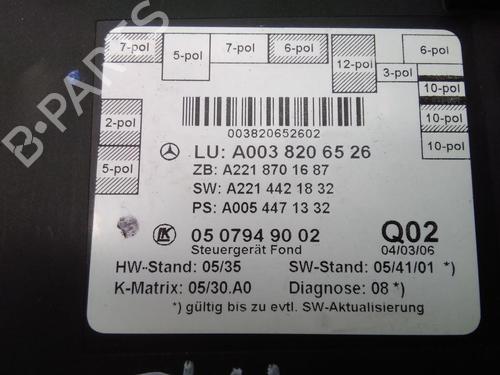 7-pol
5-pol
7-pol
6-pol
12-pol
3-pol
6-pol
10-pol
10-pol
10-pol
2-pol
5-pol
003820652602
LU: A003 820 65 26
ZB: A221 870 16 87
SW: A221 442 18 32
PS: A005 447 13 32
LK
05 0794 90 02
Steuergerät Fond
Q02
04/03/06
HW-Stand: 05/35
SW-Stand: 05/41/01 *)
K-Matrix: 05/30.A0
Diagnose: 08 *)
*) gültig bis zu evtl. SW-Aktualisierung
B-PARTS